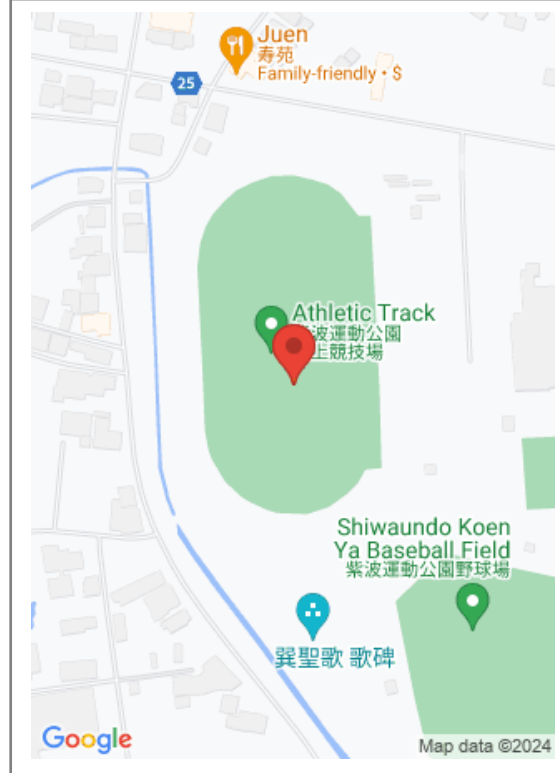 Juen
寿苑
Family-friendly • $
25
Athletic Track
波運動公園
上競技場
Shiwaundo Koen
Ya Baseball Field
紫波運動公園野球場
巽聖歌 歌碑
Google
Map data ©2024